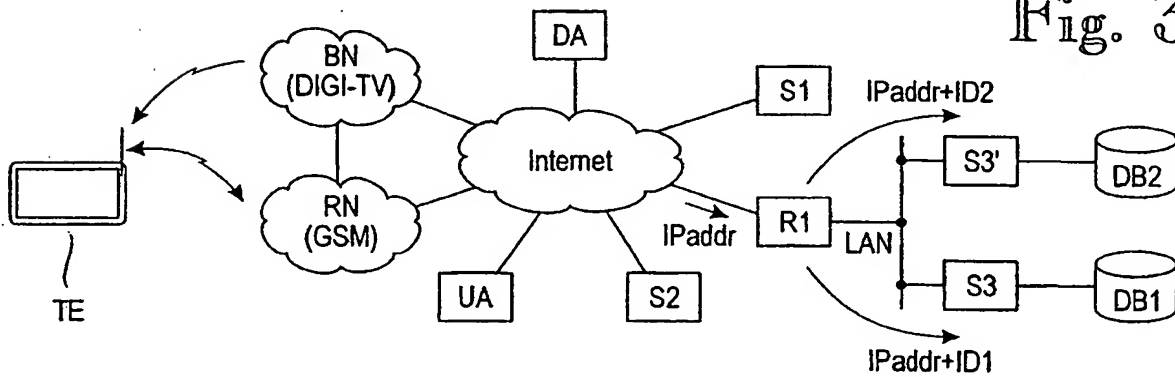 Fig. 3
BN
(DIGI-TV)
DA
S1
IPaddr+ID2
Internet
S3'
DB2
RN
(GSM)
IPaddr
R1
LAN
UA
S2
S3
DB1
TE
IPaddr+ID1